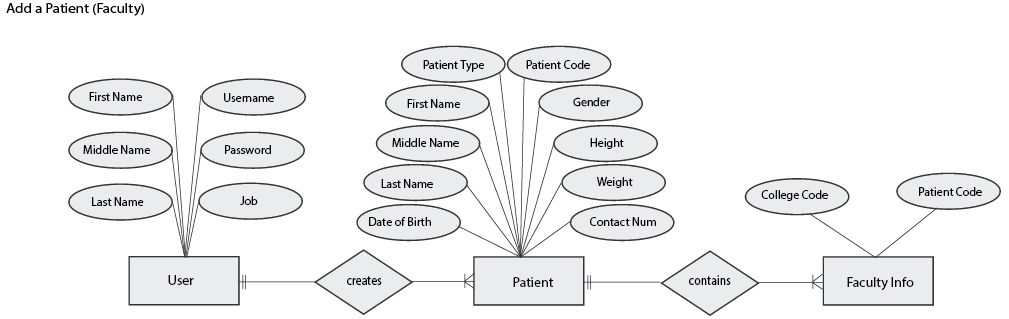 Add a Patient (Faculty)
Patient Type
Patient Code
First Name
Username
First Name
Gender
Middle Name
Password
Middle Name
Height
Last Name
Job
Last Name
Weight
Date of Birth
Contact Num
College Code
Patient Code
User
creates
Patient
contains
Faculty Info